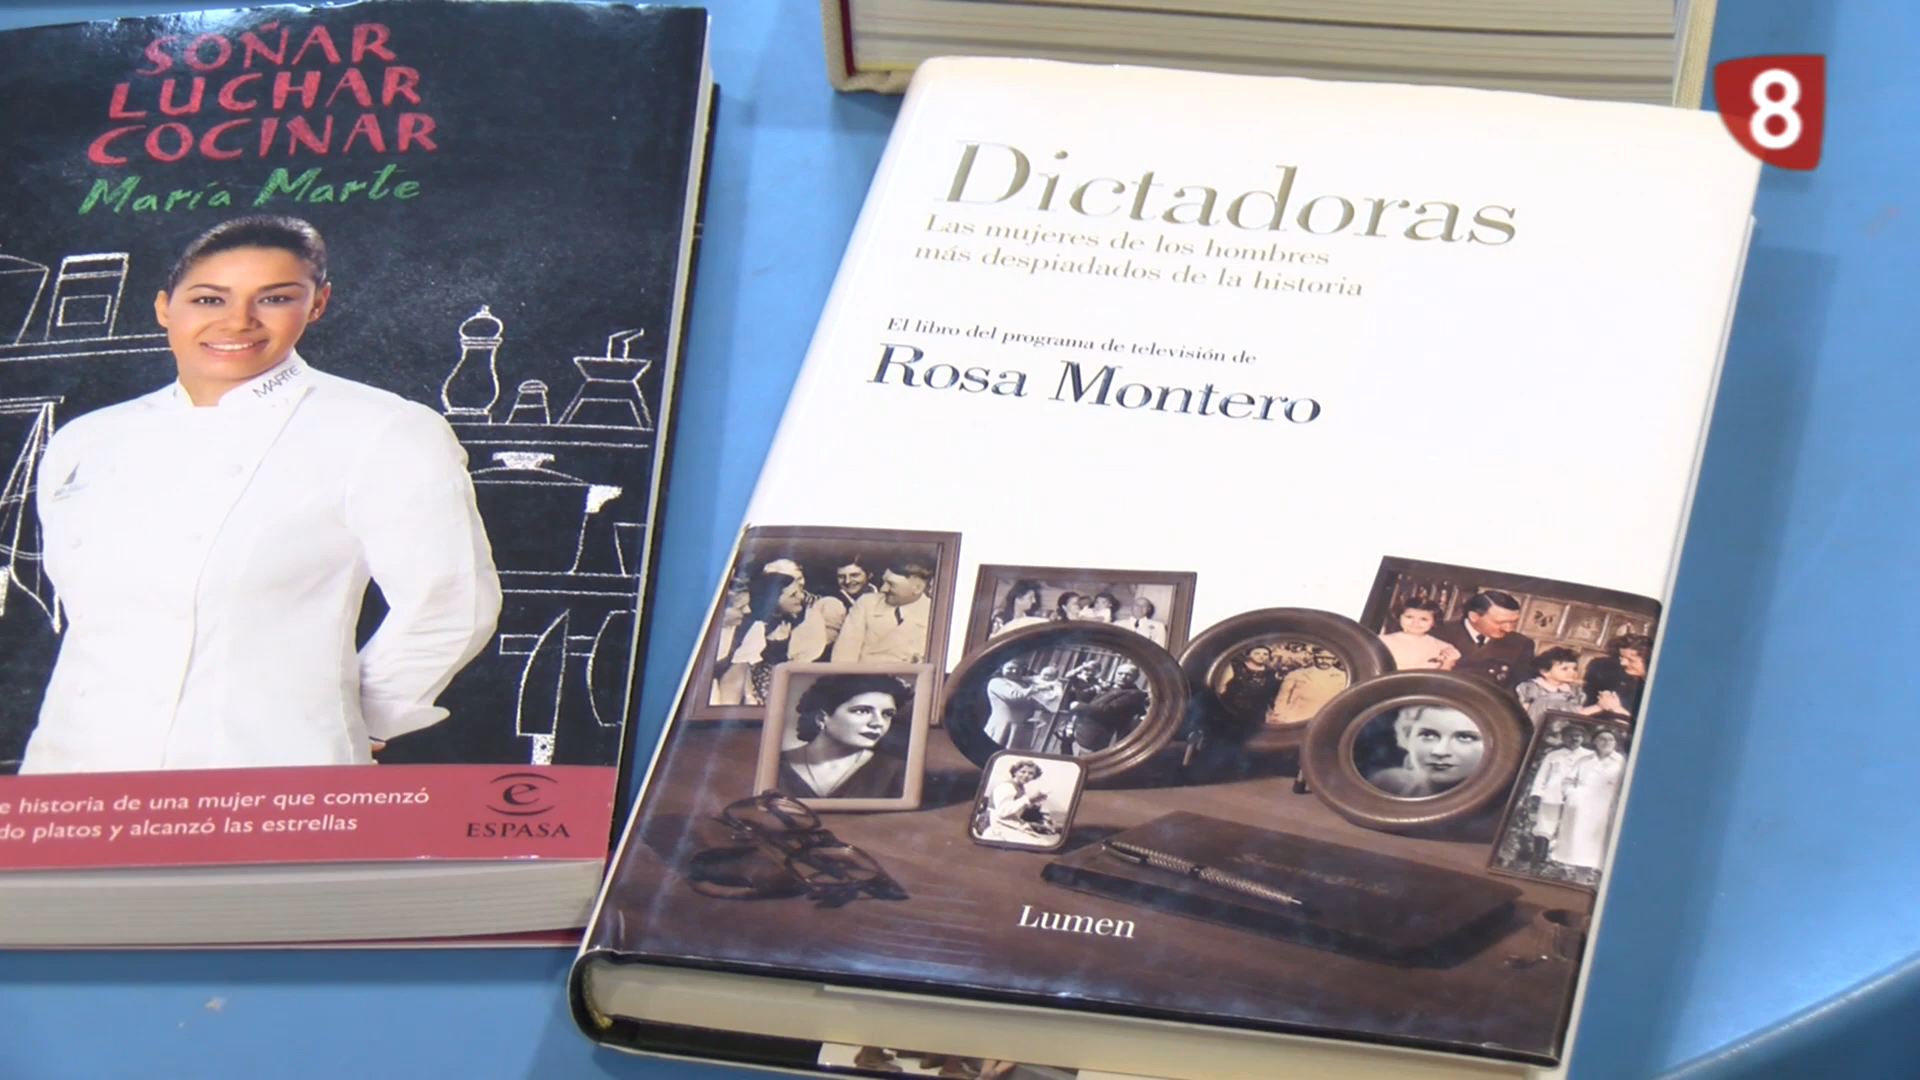 SOÑAR
LUCHAR
COCINAR
María Marte
MARTE
e historia de una mujer que comenzó
do platos y alcanzó las estrellas
e
ESPASA
Dictadoras
Las mujeres de los hombres
más despiadados de la historia
El libro del programa de televisión de
Rosa Montero
Lumen
8